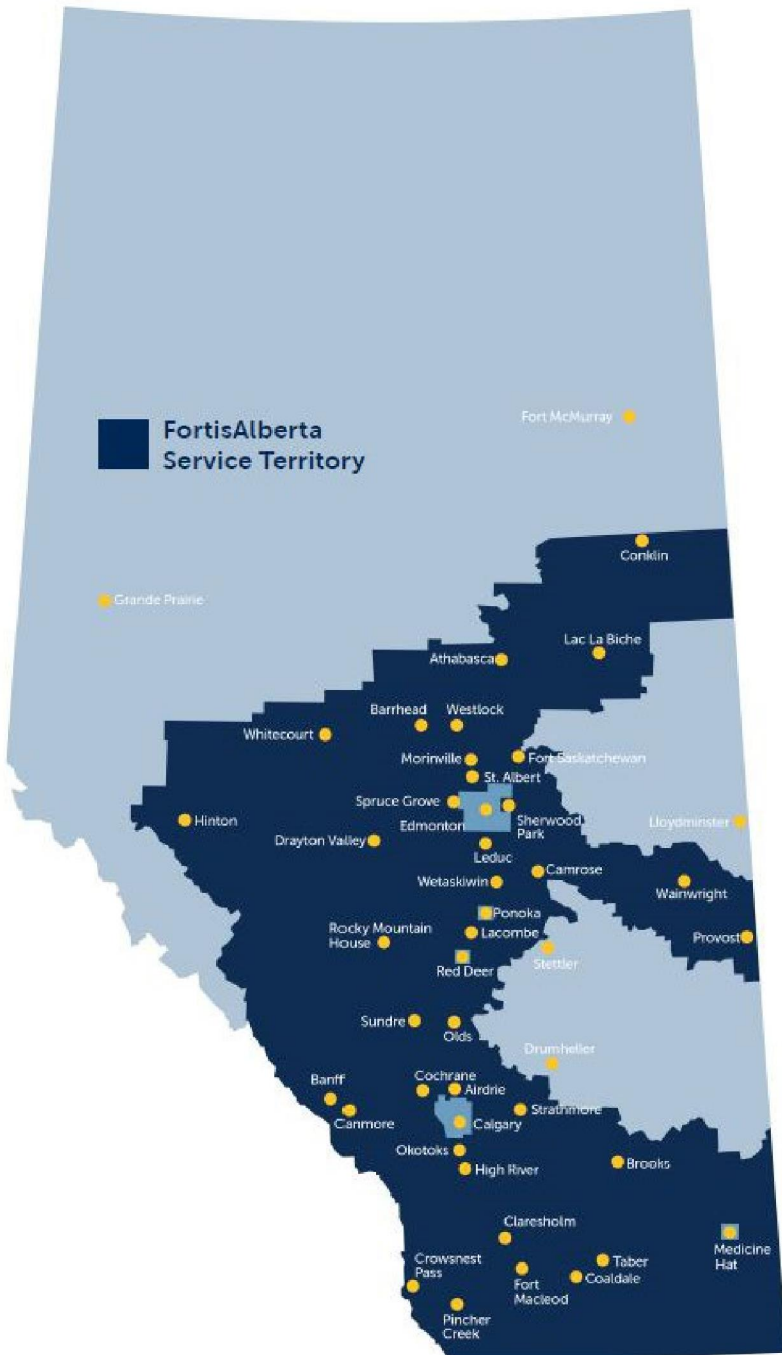 Fort McMurray
FortisAlberta
Service Territory
Conklin
Grande Prairie
Lac La Biche
Athabasca
Barrhead
Westlock
Whitecourt
Morinville
Fort Saskatchewan
St. Albert
Spruce Grove
Hinton
Edmonton
Sherwood
Park
Lloydminster
Drayton Valley
Leduc
Camrose
Wetaskiwin
Wainwright
Ponoka
Rocky Mountain
House
Lacombe
Provost
Red Deer
Stettler
Sundre
Olds
Drumheller
Cochrane
Banff
Airdrie
Canmore
Strathmore
Calgary
Okotoks
High River
Brooks
Claresholm
Medicine
Hat
Crowsnest
Pass
Taber
Coaldale
Fort
Macleod
Pincher
Creek